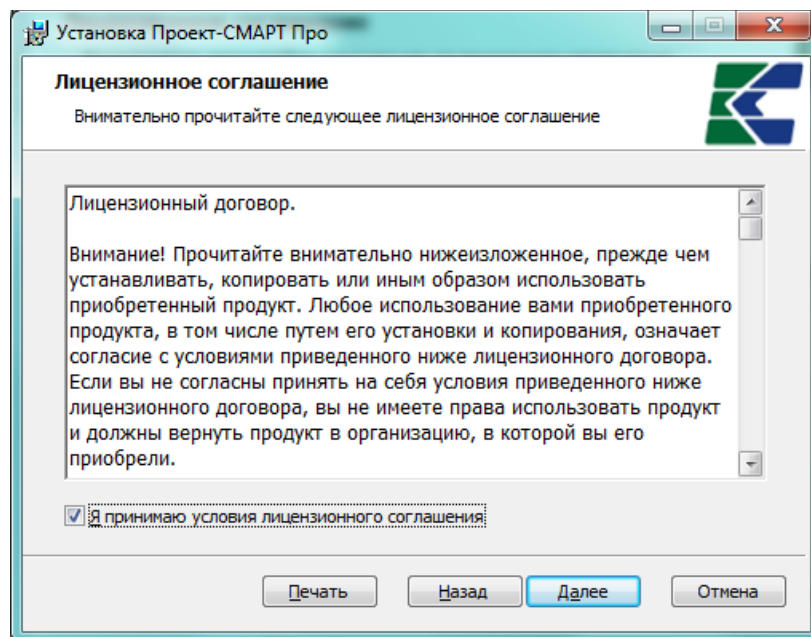 Установка Проект-СМАРТ Про
Лицензионное соглашение
Внимательно прочитайте следующее лицензионное соглашение
Лицензионный договор.
Внимание! Прочитайте внимательно нижеизложенное, прежде чем
устанавливать, копировать или иным образом использовать
приобретенный продукт. Любое использование вами приобретенного
продукта, в том числе путем его установки и копирования, означает
согласие с условиями приведенного ниже лицензионного договора.
Если вы не согласны принять на себя условия приведенного ниже
лицензионного договора, вы не имеете права использовать продукт
и должны вернуть продукт в организацию, в которой вы его
приобрели.
Я принимаю условия лицензионного соглашения
Печать Назад Далее Отмена